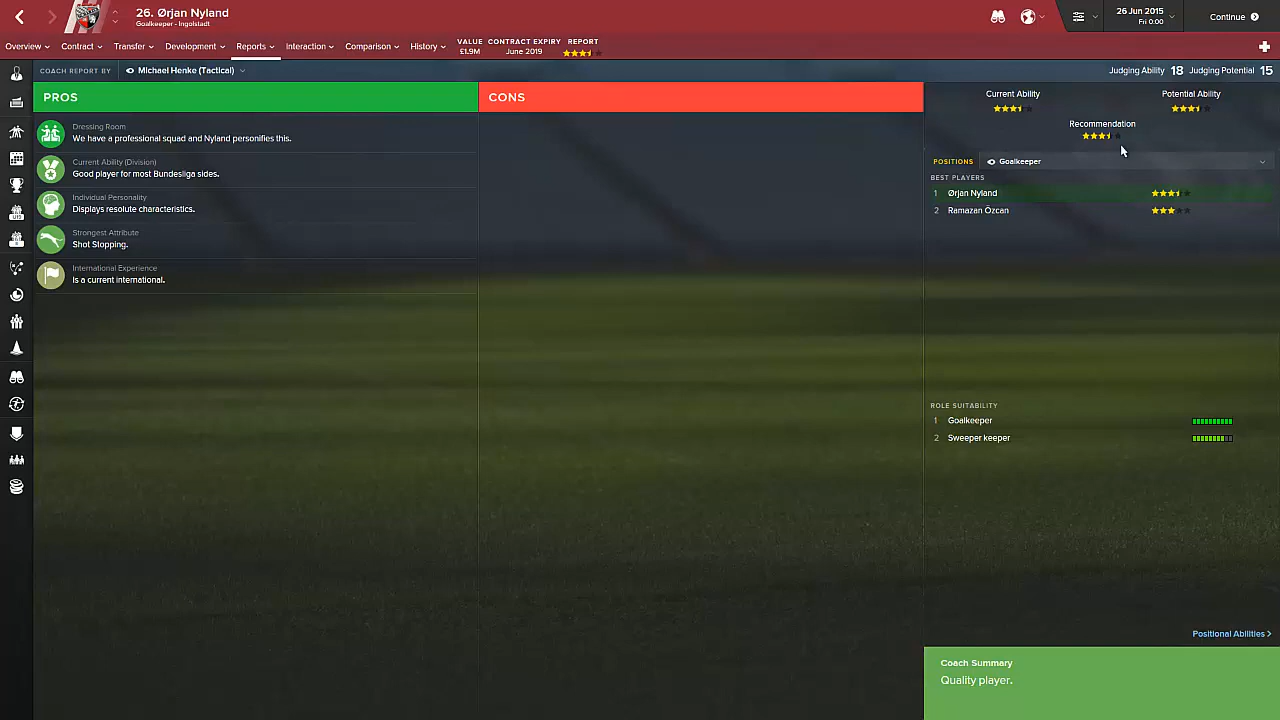 26. Ørjan Nyland
Goalkeeper - Ingolstadt
26 Jun 2015
Fri 0:00
Continue
Overview
Contract
Transfer
Development
Reports
Interaction
Comparison
History
VALUE
£1.9M
CONTRACT EXPIRY
June 2019
REPORT
COACH REPORT BY
Michael Henke (Tactical)
Judging Ability 18 Judging Potential 15
PROS
CONS
Dressing Room
We have a professional squad and Nyland personifies this.
Current Ability (Division)
Good player for most Bundesliga sides.
Individual Personality
Displays resolute characteristics.
Strongest Attribute
Shot Stopping.
International Experience
Is a current international.
Current Ability
Potential Ability
Recommendation
POSITIONS
Goalkeeper
BEST PLAYERS
1 Ørjan Nyland
2 Ramazan Özcan
ROLE SUITABILITY
1 Goalkeeper
2 Sweeper keeper
Positional Abilities >
Coach Summary
Quality player.